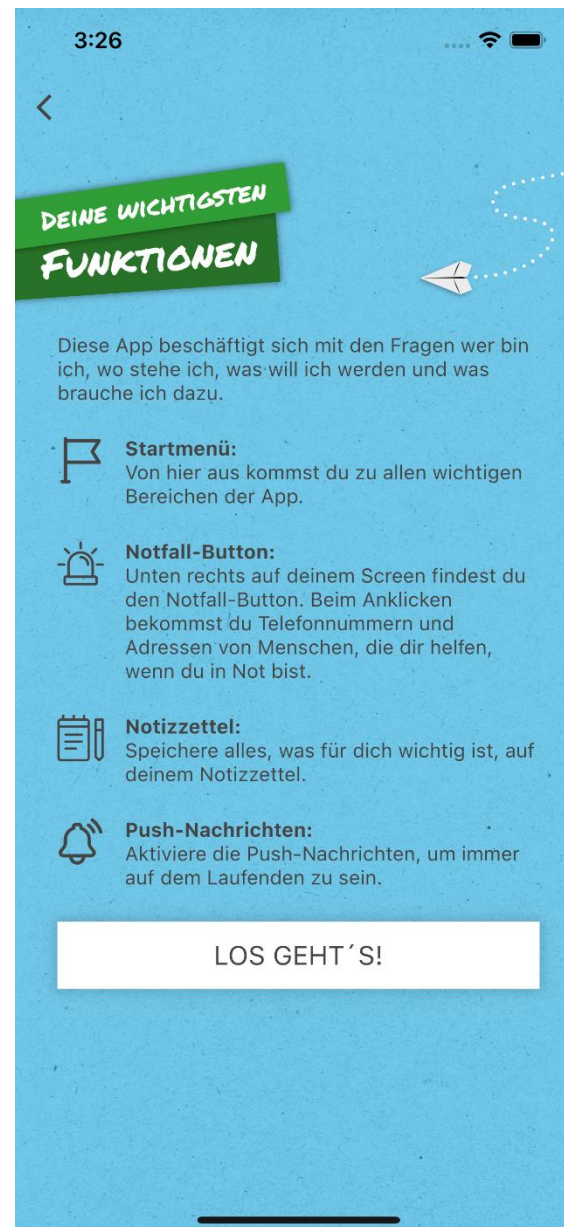 3:26
DEINE WICHTIGSTEN
FUNKTIONEN
Diese App beschäftigt sich mit den Fragen wer bin
ich, wo stehe ich, was will ich werden und was
brauche ich dazu.
Startmenü:
Von hier aus kommst du zu allen wichtigen
Bereichen der App.
Notfall-Button:
Unten rechts auf deinem Screen findest du
den Notfall-Button. Beim Anklicken
bekommst du Telefonnummern und
Adressen von Menschen, die dir helfen,
wenn du in Not bist.
Notizzettel:
Speichere alles, was für dich wichtig ist, auf
deinem Notizzettel.
Push-Nachrichten:
Aktiviere die Push-Nachrichten, um immer
auf dem Laufenden zu sein.
LOS GEHT´S!